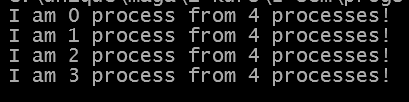 I am 0 process from 4 processes!
I am 1 process from 4 processes!
I am 2 process from 4 processes!
I am 3 process from 4 processes!